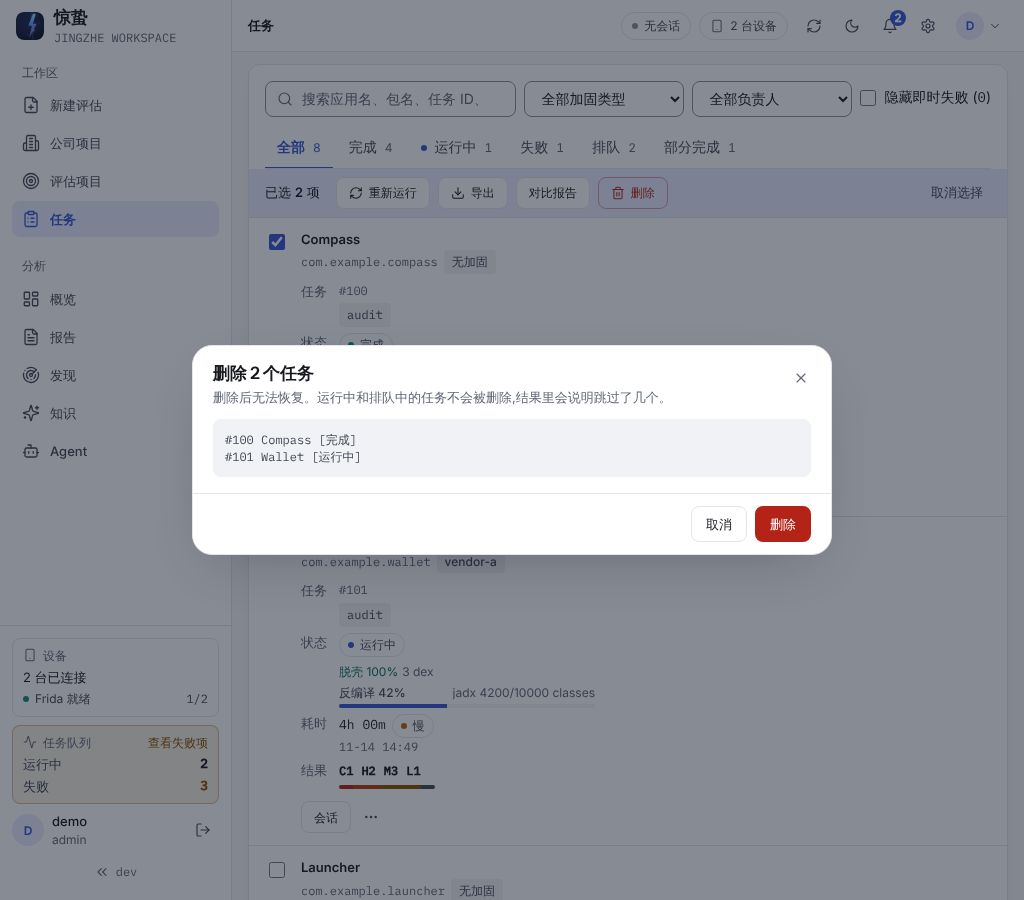 惊蛰
JINGZHE WORKSPACE
工作区
新建评估
公司项目
评估项目
任务
分析
概览
报告
发现
知识
Agent
设备
2 台已连接
Frida 就绪 1/2
任务队列 查看失败项
运行中 2
失败 3
D demo
admin
dev
任务
无会话 2 台设备 2 D
搜索应用名、包名、任务 ID、 全部加固类型 全部负责人 隐藏即时失败 (0)
全部 8 完成 4 运行中 1 失败 1 排队 2 部分完成 1
已选 2 项 重新运行 导出 对比报告 删除 取消选择
Compass
com.example.compass 无加固
任务 #100
audit
状态 完成
删除 2 个任务
删除后无法恢复。运行中和排队中的任务不会被删除,结果里会说明跳过了几个。
#100 Compass [完成]
#101 Wallet [运行中]
取消 删除
com.example.wallet vendor-a
任务 #101
audit
状态 运行中
脱壳 100% 3 dex
反编译 42% jadx 4200/10000 classes
耗时 4h 00m 慢
11-14 14:49
结果 C1 H2 M3 L1
会话 ···
Launcher
com.example.launcher 无加固